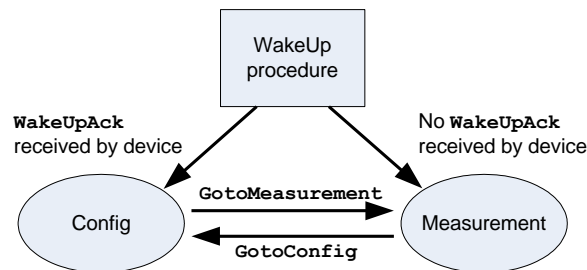 WakeUp
procedure
WakeUpAck
received by device
No WakeUpAck
received by device
Config
GotoMeasurement
GotoConfig
Measurement